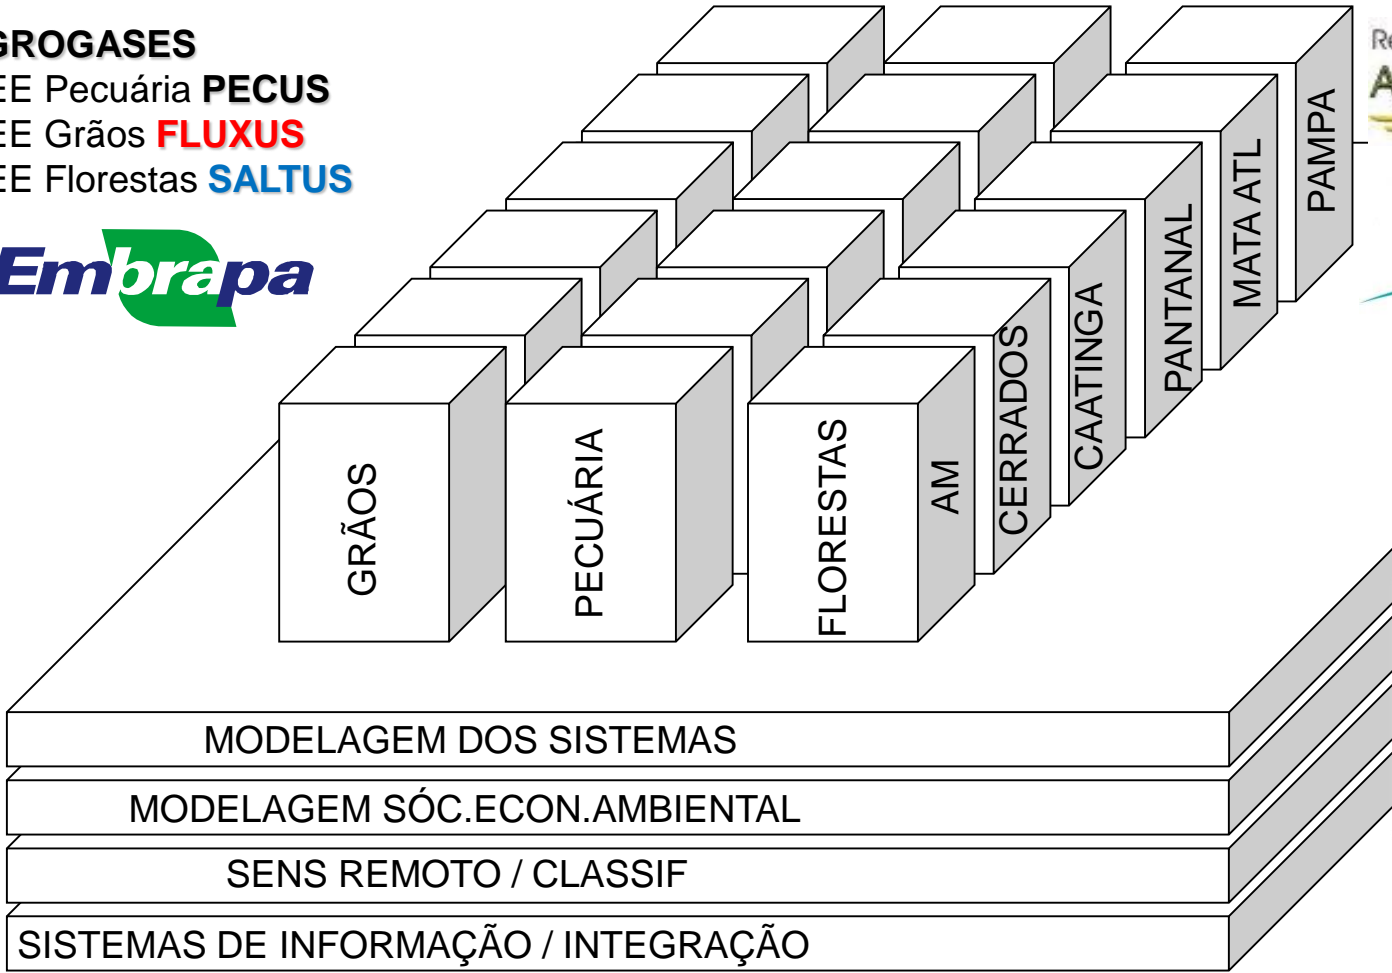 GROGASES
EE Pecuária PECUS
EE Grãos FLUXUS
EE Florestas SALTUS
Embrapa
Re
A
GRÃOS
PECUÁRIA
FLORESTAS
AM
CERRADOS
CAATINGA
PANTANAL
MATA ATL
PAMPA
MODELAGEM DOS SISTEMAS
MODELAGEM SÓC.ECON.AMBIENTAL
SENS REMOTO / CLASSIF
SISTEMAS DE INFORMAÇÃO / INTEGRAÇÃO